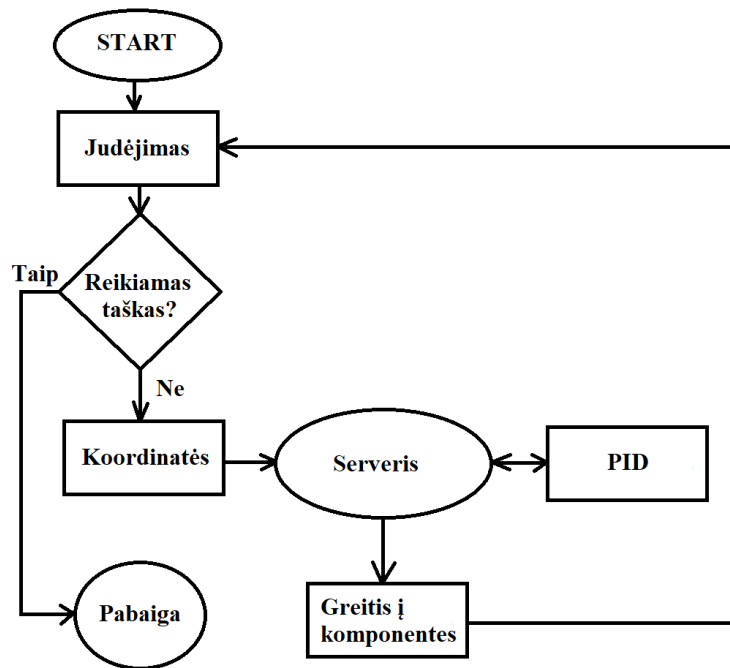 START
Judėjimas
Taip
Reikiamas
taškas?
Ne
Koordinatės
Serveris
PID
Pabaiga
Greitis į
komponentes